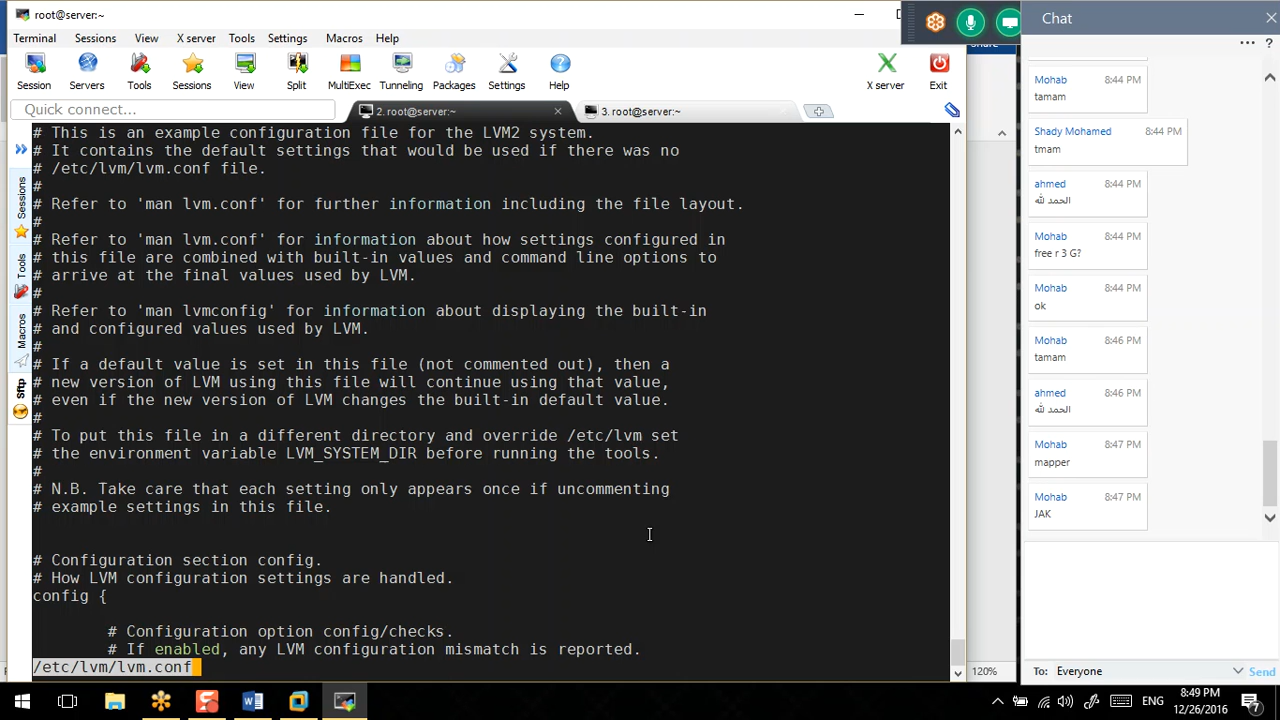 root@server:~
Terminal Sessions View X server Tools Settings Macros Help
Session Servers Tools Sessions View Split MultiExec Tunneling Packages Settings Help X server Exit
Quick connect...
2. root@server:~
3. root@server:~
Sessions
Tools
Macros
Sftp
# This is an example configuration file for the LVM2 system.
# It contains the default settings that would be used if there was no
# /etc/lvm/lvm.conf file.
#
# Refer to 'man lvm.conf' for further information including the file layout.
#
# Refer to 'man lvm.conf' for information about how settings configured in
# this file are combined with built-in values and command line options to
# arrive at the final values used by LVM.
#
# Refer to 'man lvmconfig' for information about displaying the built-in
# and configured values used by LVM.
#
# If a default value is set in this file (not commented out), then a
# new version of LVM using this file will continue using that value,
# even if the new version of LVM changes the built-in default value.
#
# To put this file in a different directory and override /etc/lvm set
# the environment variable LVM_SYSTEM_DIR before running the tools.
#
# N.B. Take care that each setting only appears once if uncommenting
# example settings in this file.
# Configuration section config.
# How LVM configuration settings are handled.
config {
# Configuration option config/checks.
# If enabled, any LVM configuration mismatch is reported.
/etc/lvm/lvm.conf
Share
120%
Chat
?
Mohab 8:44 PM
tamam
Shady Mohamed 8:44 PM
tmam
ahmed 8:44 PM
الحمد لله
Mohab 8:44 PM
free r 3 G?
Mohab 8:44 PM
ok
Mohab 8:46 PM
tamam
ahmed 8:46 PM
الحمد لله
Mohab 8:47 PM
mapper
Mohab 8:47 PM
JAK
To: Everyone Send
ENG
8:49 PM
12/26/2016
7